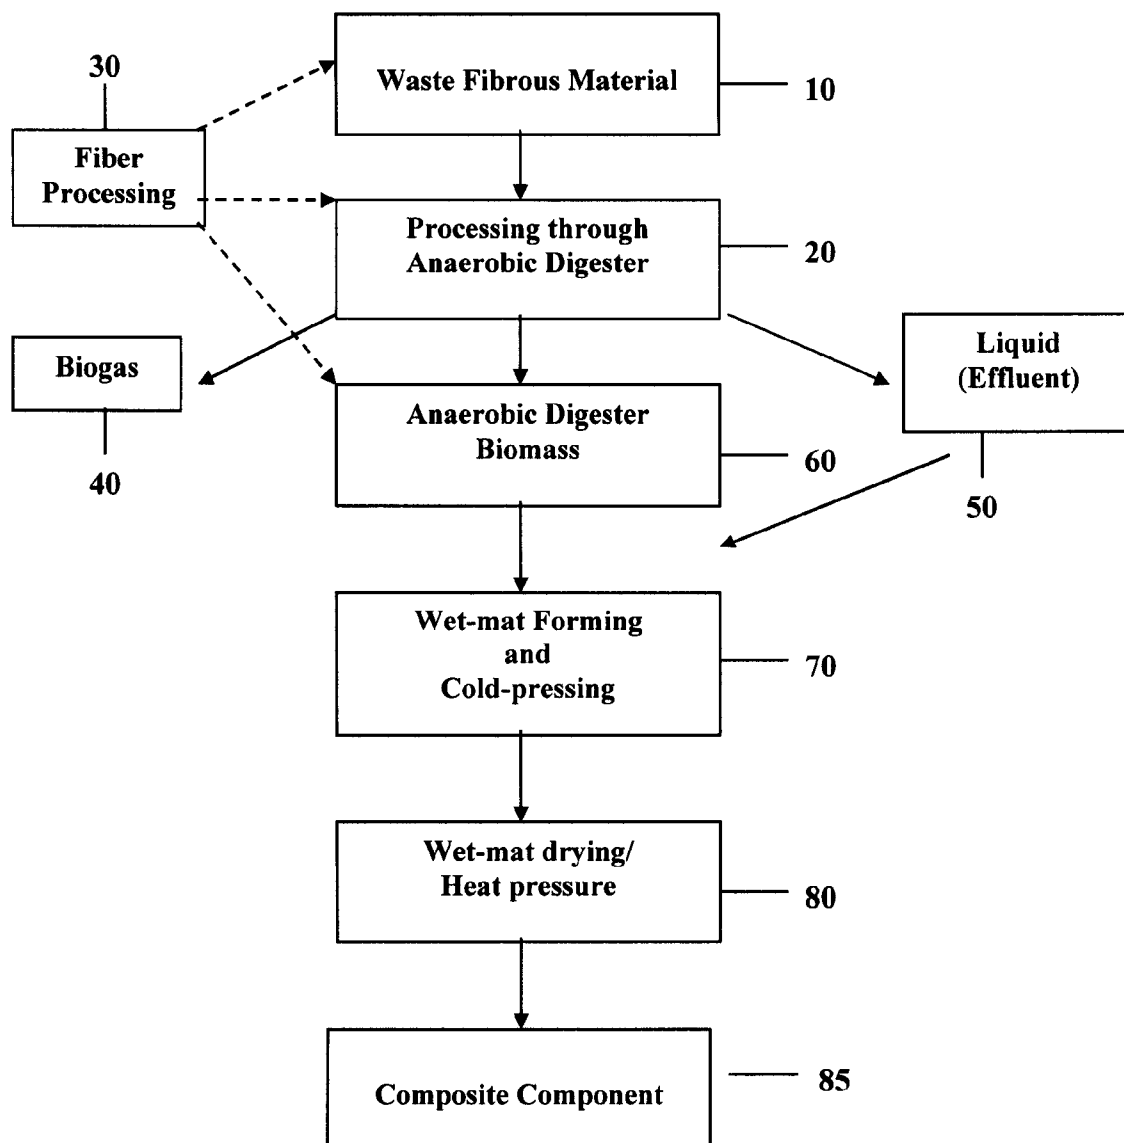 30
Waste Fibrous Material
10
Fiber
Processing
Processing through
Anaerobic Digester
20
Biogas
40
Liquid
(Effluent)
50
Anaerobic Digester
Biomass
60
Wet-mat Forming
and
Cold-pressing
70
Wet-mat drying/
Heat pressure
80
Composite Component
85